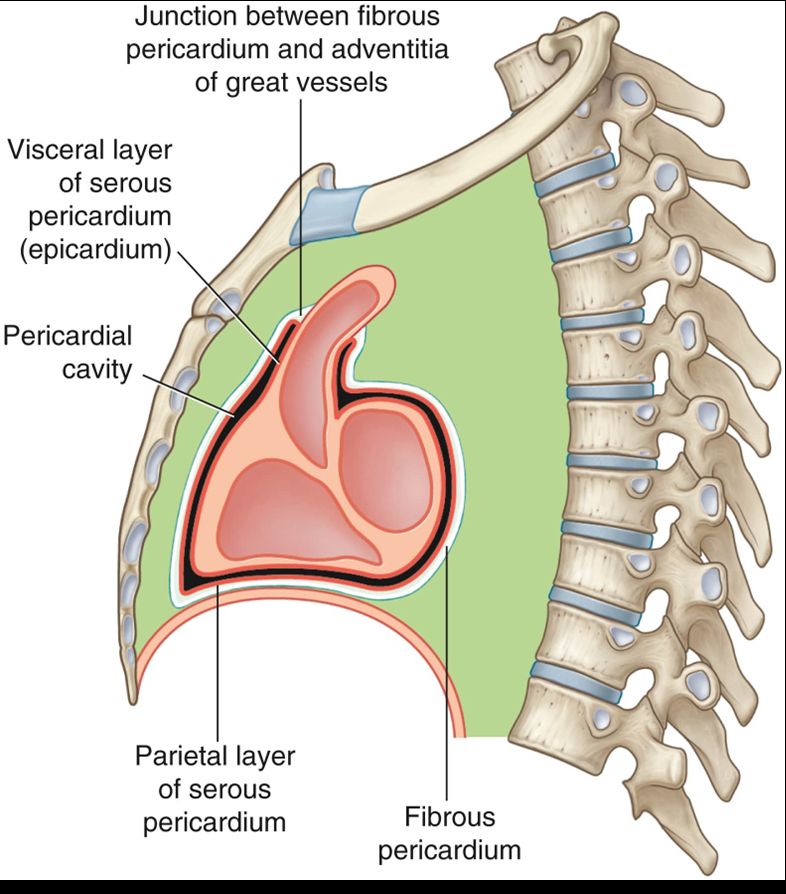 Junction between fibrous
pericardium and adventitia
of great vessels
Visceral layer
of serous
pericardium
(epicardium)
Pericardial
cavity
Parietal layer
of serous
pericardium
Fibrous
pericardium